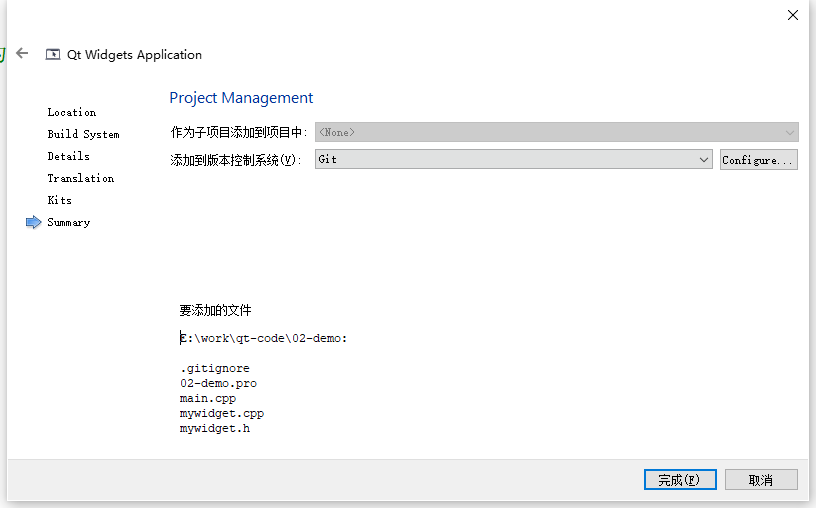 Qt Widgets Application
Location
Build System
Details
Translation
Kits
Summary
Project Management
作为子项目添加到项目中: <None>
添加到版本控制系统(V): Git Configure...
要添加的文件
E:\work\qt-code\02-demo:
.gitignore
02-demo.pro
main.cpp
mywidget.cpp
mywidget.h
完成(F) 取消